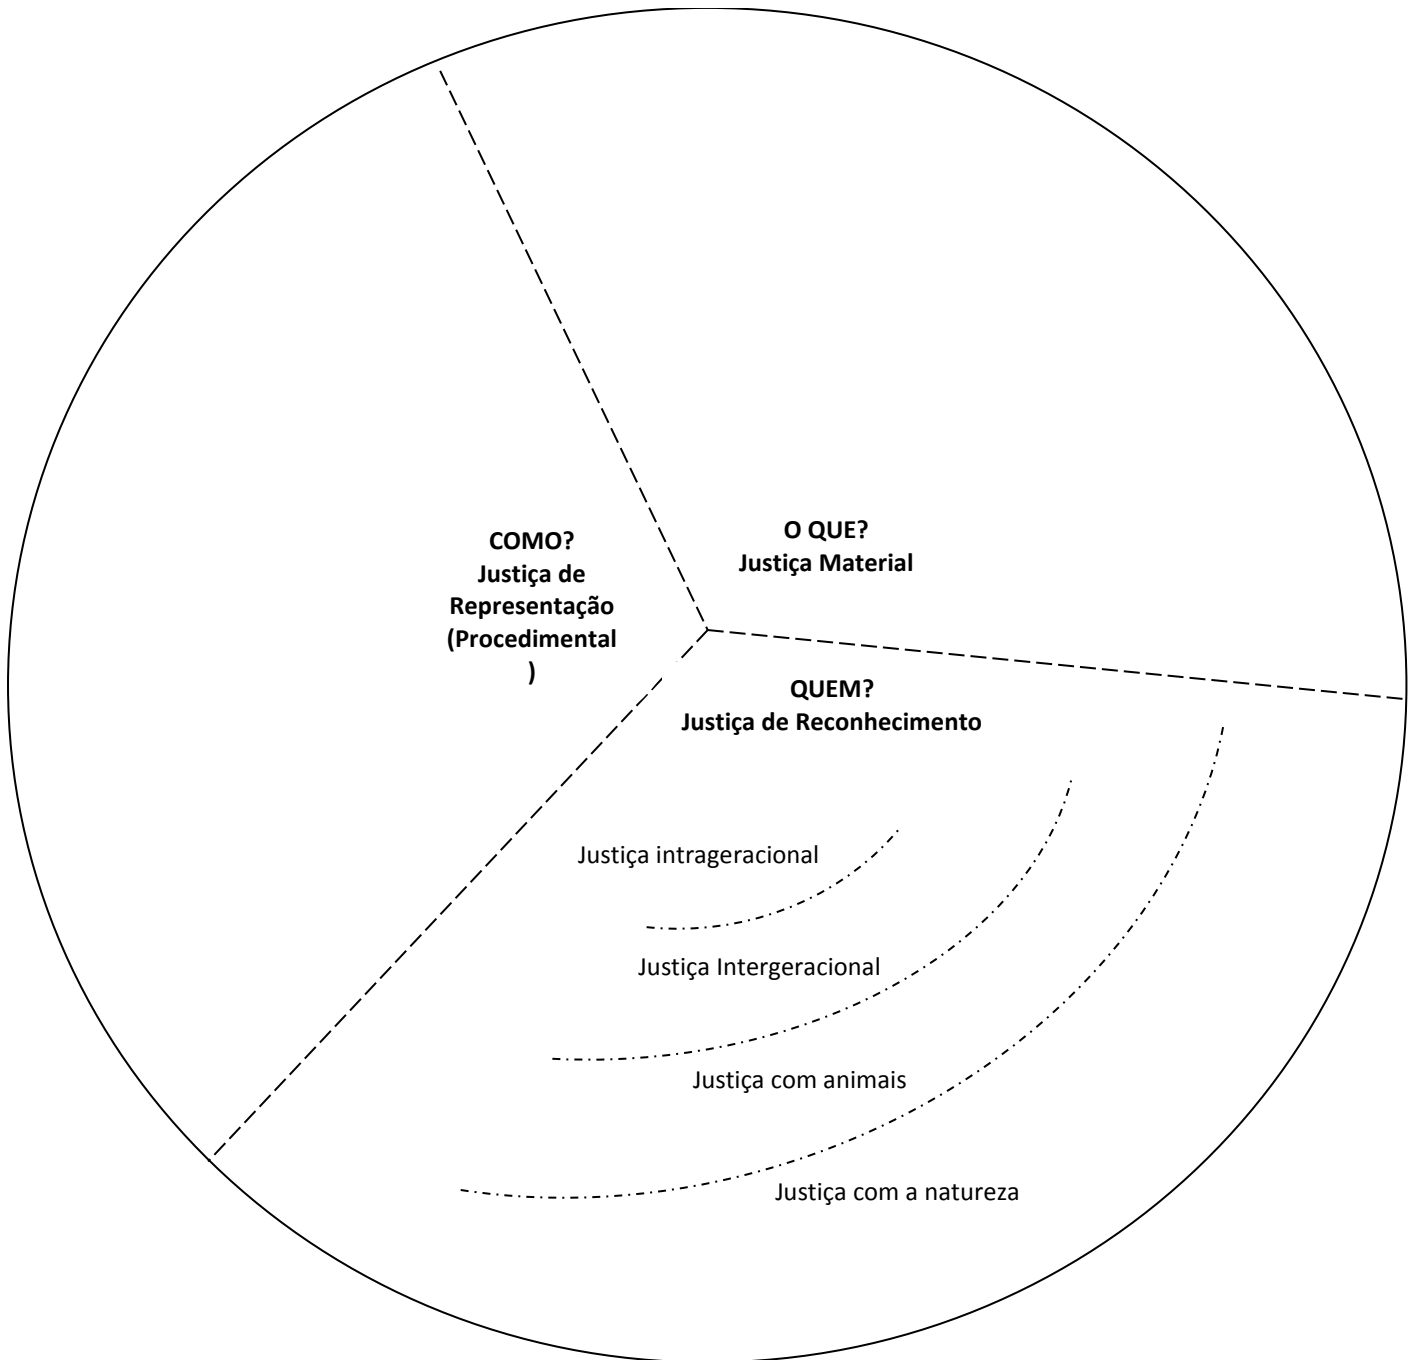 COMO?
Justiça de
Representação
(Procedimental
)
O QUE?
Justiça Material
QUEM?
Justiça de Reconhecimento
Justiça intrageracional
Justiça Intergeracional
Justiça com animais
Justiça com a natureza